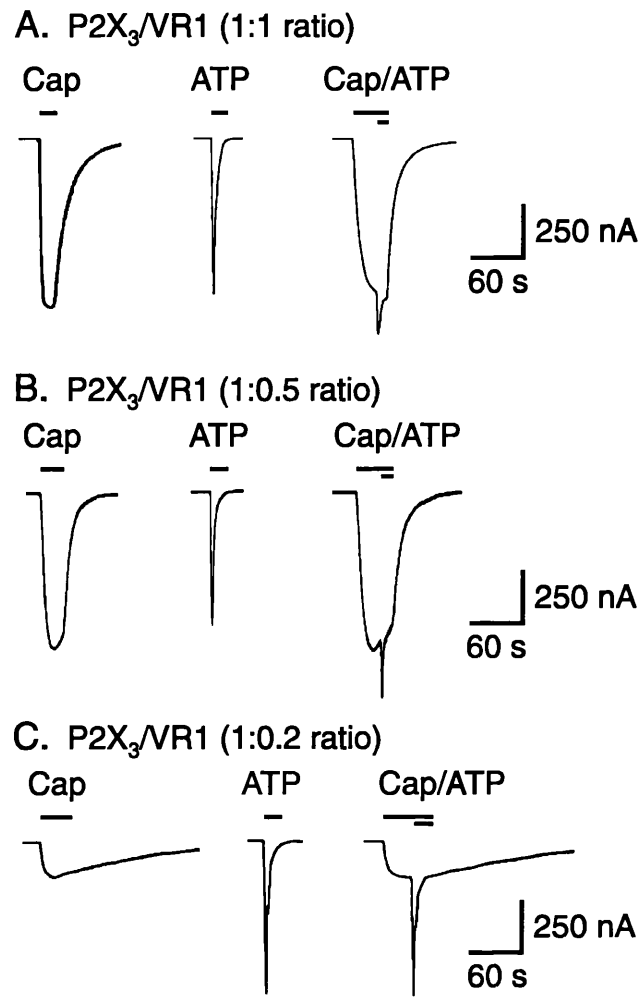 A. P2X₃/VR1 (1:1 ratio)
Cap ATP Cap/ATP
250 nA
60 s
B. P2X₃/VR1 (1:0.5 ratio)
Cap ATP Cap/ATP
250 nA
60 s
C. P2X₃/VR1 (1:0.2 ratio)
Cap ATP Cap/ATP
250 nA
60 s